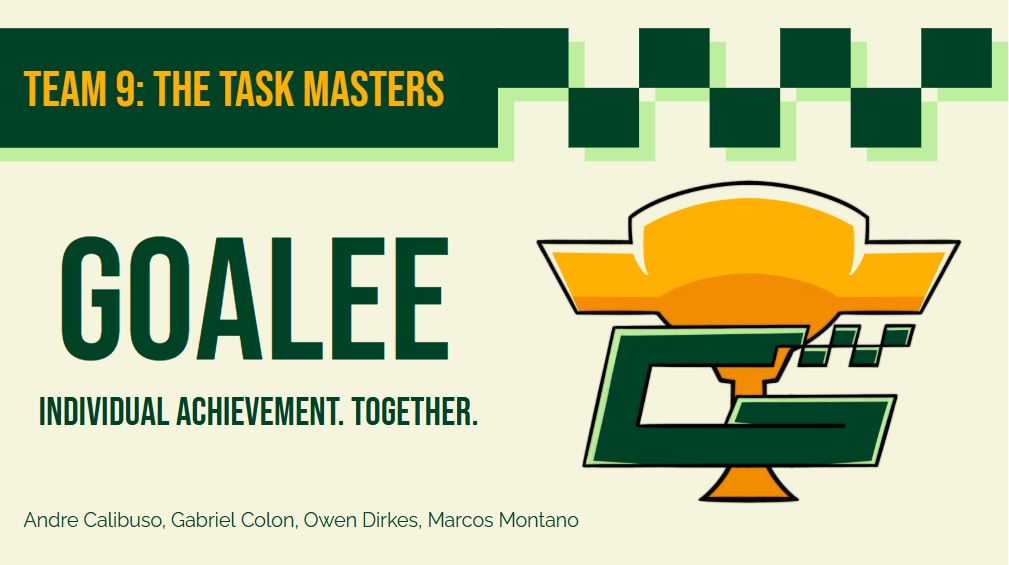 TEAM 9: THE TASK MASTERS
GOALEE
INDIVIDUAL ACHIEVEMENT. TOGETHER.
G
Andre Calibuso, Gabriel Colon, Owen Dirkes, Marcos Montano